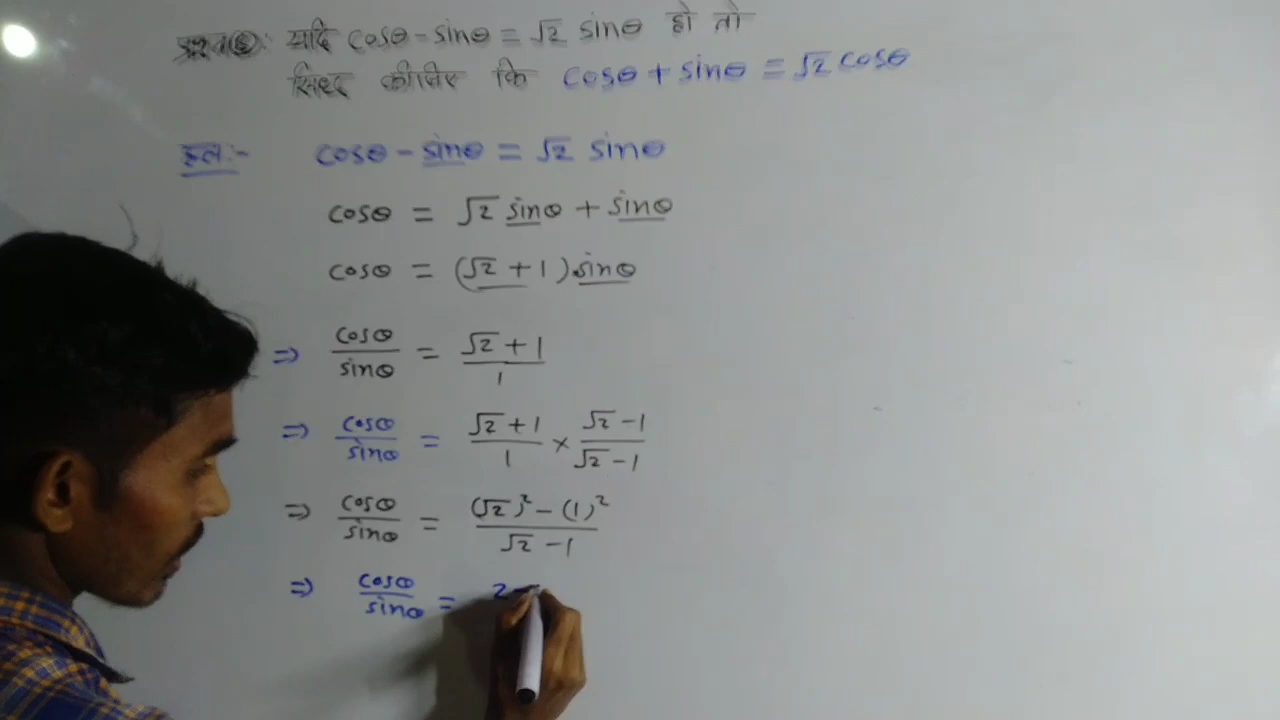 प्रश्न(6): यदि cosθ - sinθ = √2 sinθ हो तो
सिद्ध कीजिए कि cosθ + sinθ = √2 cosθ
हल:- cosθ - sinθ = √2 sinθ
cosθ = √2 sinθ + sinθ
cosθ = (√2 + 1) sinθ
⇒ cosθ/sinθ = √2 + 1/1
⇒ cosθ/sinθ = √2 + 1/1 × √2 - 1/√2 - 1
⇒ cosθ/sinθ = (√2)² - (1)²/√2 - 1
⇒ cosθ/sinθ = 2 -